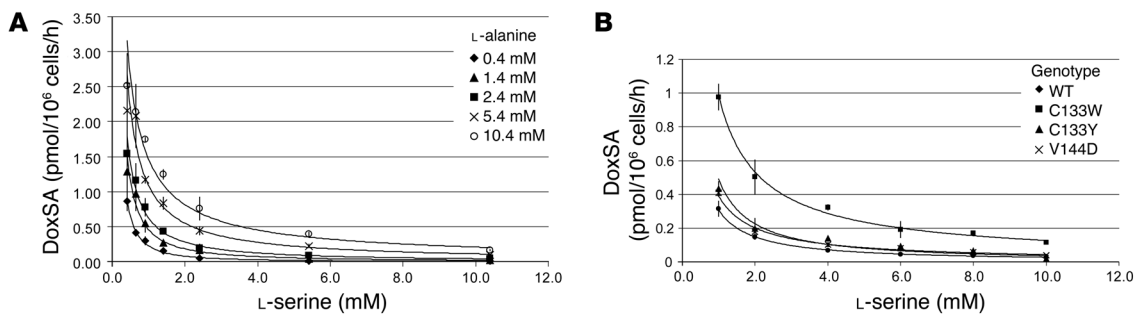 A
DoxSA (pmol/10⁶ cells/h)
3.50
3.00
2.50
2.00
1.50
1.00
0.50
0.00
0.0 2.0 4.0 6.0 8.0 10.0 12.0
L-serine (mM)
L-alanine
0.4 mM
1.4 mM
2.4 mM
5.4 mM
10.4 mM
B
DoxSA
(pmol/10⁶ cells/h)
1.2
1
0.8
0.6
0.4
0.2
0
0.0 2.0 4.0 6.0 8.0 10.0 12.0
L-serine (mM)
Genotype
WT
C133W
C133Y
V144D